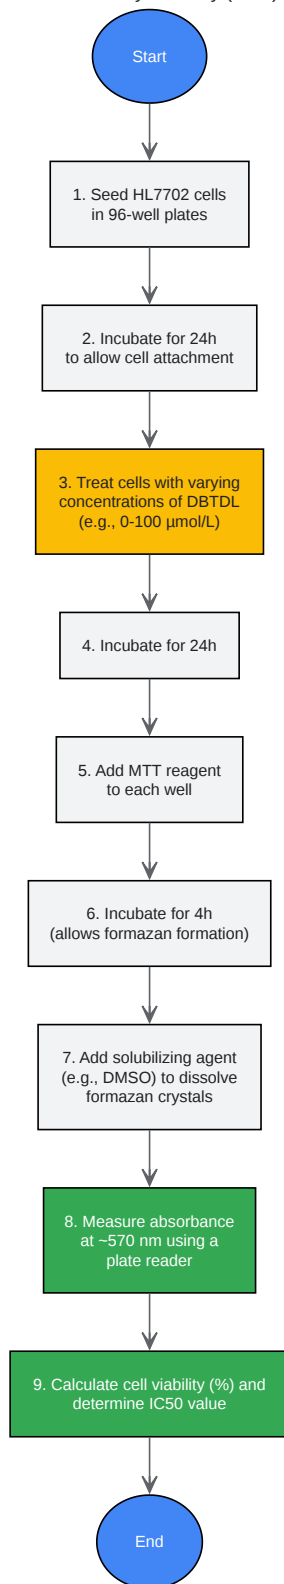 Start
1. Seed HL7702 cells
in 96-well plates
2. Incubate for 24h
to allow cell attachment
3. Treat cells with varying
concentrations of DBTDL
(e.g., 0-100 µmol/L)
4. Incubate for 24h
5. Add MTT reagent
to each well
6. Incubate for 4h
(allows formazan formation)
7. Add solubilizing agent
(e.g., DMSO) to dissolve
formazan crystals
8. Measure absorbance
at ~570 nm using a
plate reader
9. Calculate cell viability (%) and
determine IC50 value
End